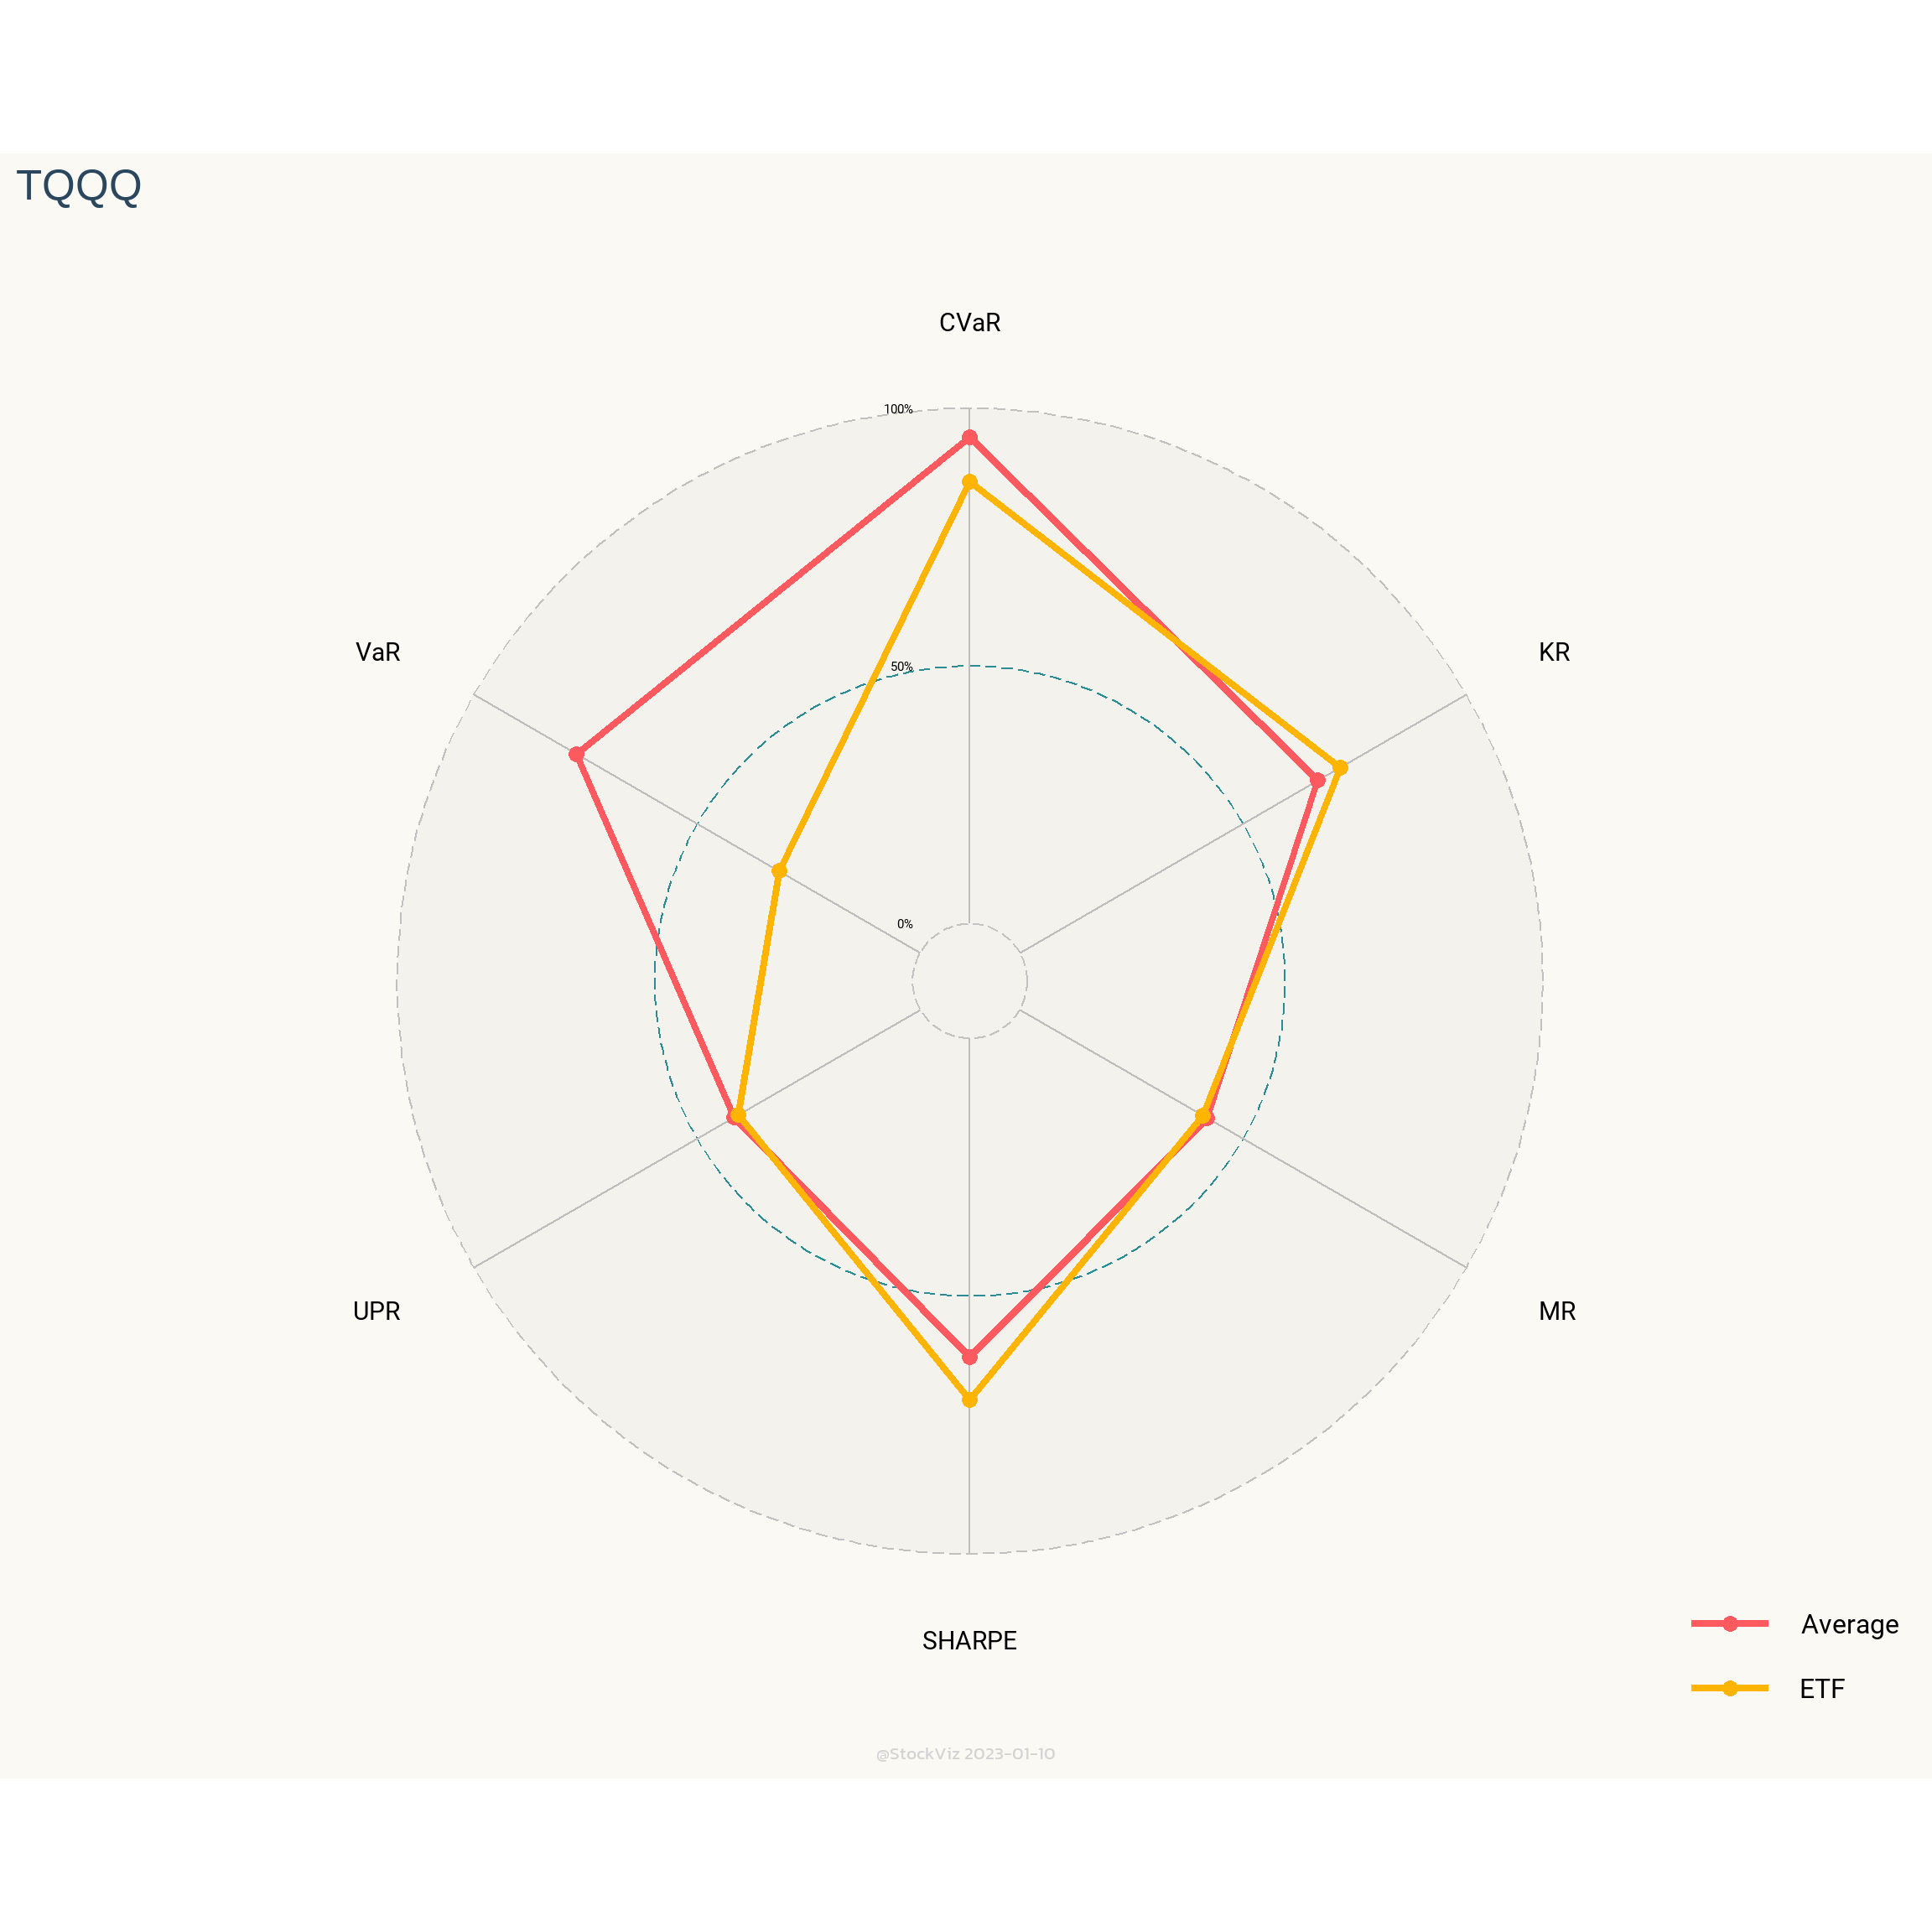 TQQQ
CVaR
100%
VaR
KR
50%
0%
UPR
MR
SHARPE
Average
ETF
@StockViz 2023-01-10